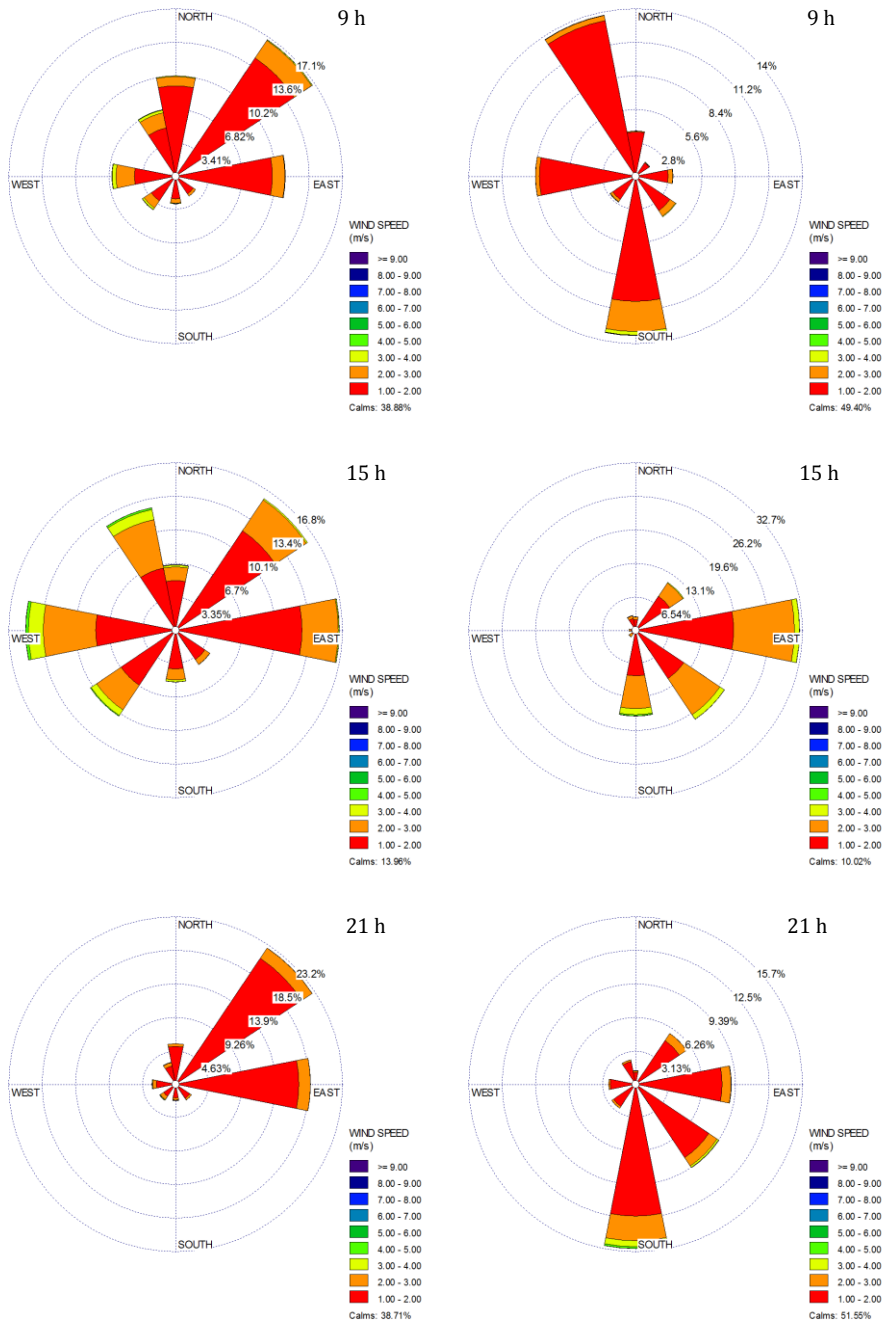 9 h
NORTH
17.1%
13.6%
10.2%
6.82%
3.41%
WEST
EAST
SOUTH
WIND SPEED
(m/s)
>= 9.00
8.00 - 9.00
7.00 - 8.00
6.00 - 7.00
5.00 - 6.00
4.00 - 5.00
3.00 - 4.00
2.00 - 3.00
1.00 - 2.00
Calms: 38.88%
9 h
NORTH
14%
11.2%
8.4%
5.6%
2.8%
WEST
EAST
SOUTH
WIND SPEED
(m/s)
>= 9.00
8.00 - 9.00
7.00 - 8.00
6.00 - 7.00
5.00 - 6.00
4.00 - 5.00
3.00 - 4.00
2.00 - 3.00
1.00 - 2.00
Calms: 49.40%
15 h
NORTH
16.8%
13.4%
10.1%
6.7%
3.35%
WEST
EAST
SOUTH
WIND SPEED
(m/s)
>= 9.00
8.00 - 9.00
7.00 - 8.00
6.00 - 7.00
5.00 - 6.00
4.00 - 5.00
3.00 - 4.00
2.00 - 3.00
1.00 - 2.00
Calms: 13.96%
15 h
NORTH
32.7%
26.2%
19.6%
13.1%
6.54%
WEST
EAST
SOUTH
WIND SPEED
(m/s)
>= 9.00
8.00 - 9.00
7.00 - 8.00
6.00 - 7.00
5.00 - 6.00
4.00 - 5.00
3.00 - 4.00
2.00 - 3.00
1.00 - 2.00
Calms: 10.02%
21 h
NORTH
23.2%
18.5%
13.9%
9.26%
4.63%
WEST
EAST
SOUTH
WIND SPEED
(m/s)
>= 9.00
8.00 - 9.00
7.00 - 8.00
6.00 - 7.00
5.00 - 6.00
4.00 - 5.00
3.00 - 4.00
2.00 - 3.00
1.00 - 2.00
Calms: 38.71%
21 h
NORTH
15.7%
12.5%
9.39%
6.26%
3.13%
WEST
EAST
SOUTH
WIND SPEED
(m/s)
>= 9.00
8.00 - 9.00
7.00 - 8.00
6.00 - 7.00
5.00 - 6.00
4.00 - 5.00
3.00 - 4.00
2.00 - 3.00
1.00 - 2.00
Calms: 51.55%